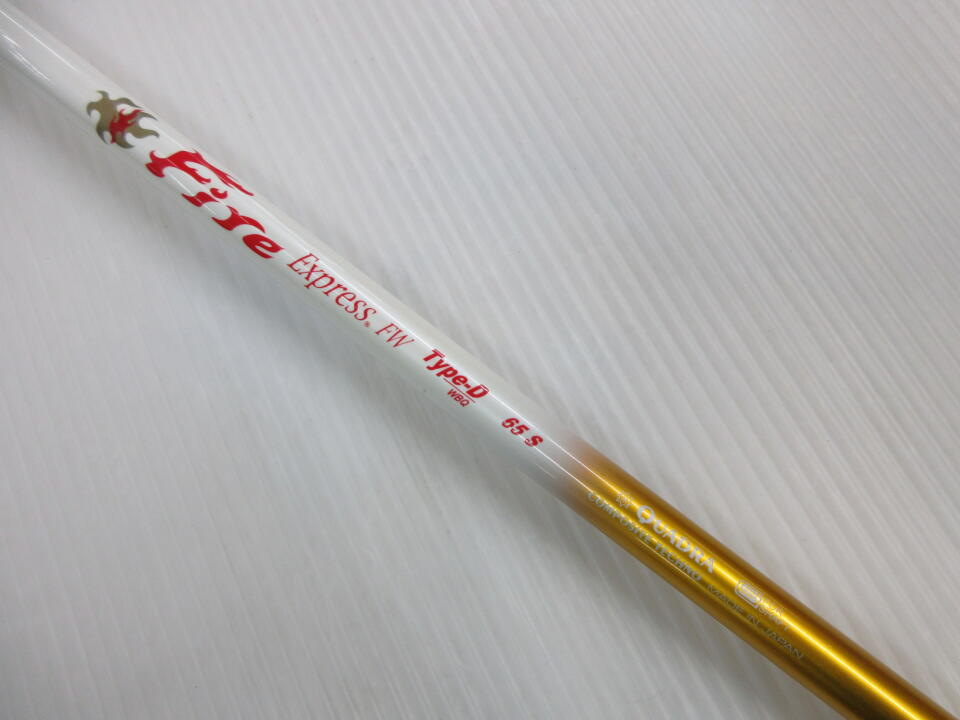 Fire Express® FW Type-D 65 S
WBQ
QUADRA
COMPOSITE TECHNO MADE IN JAPAN